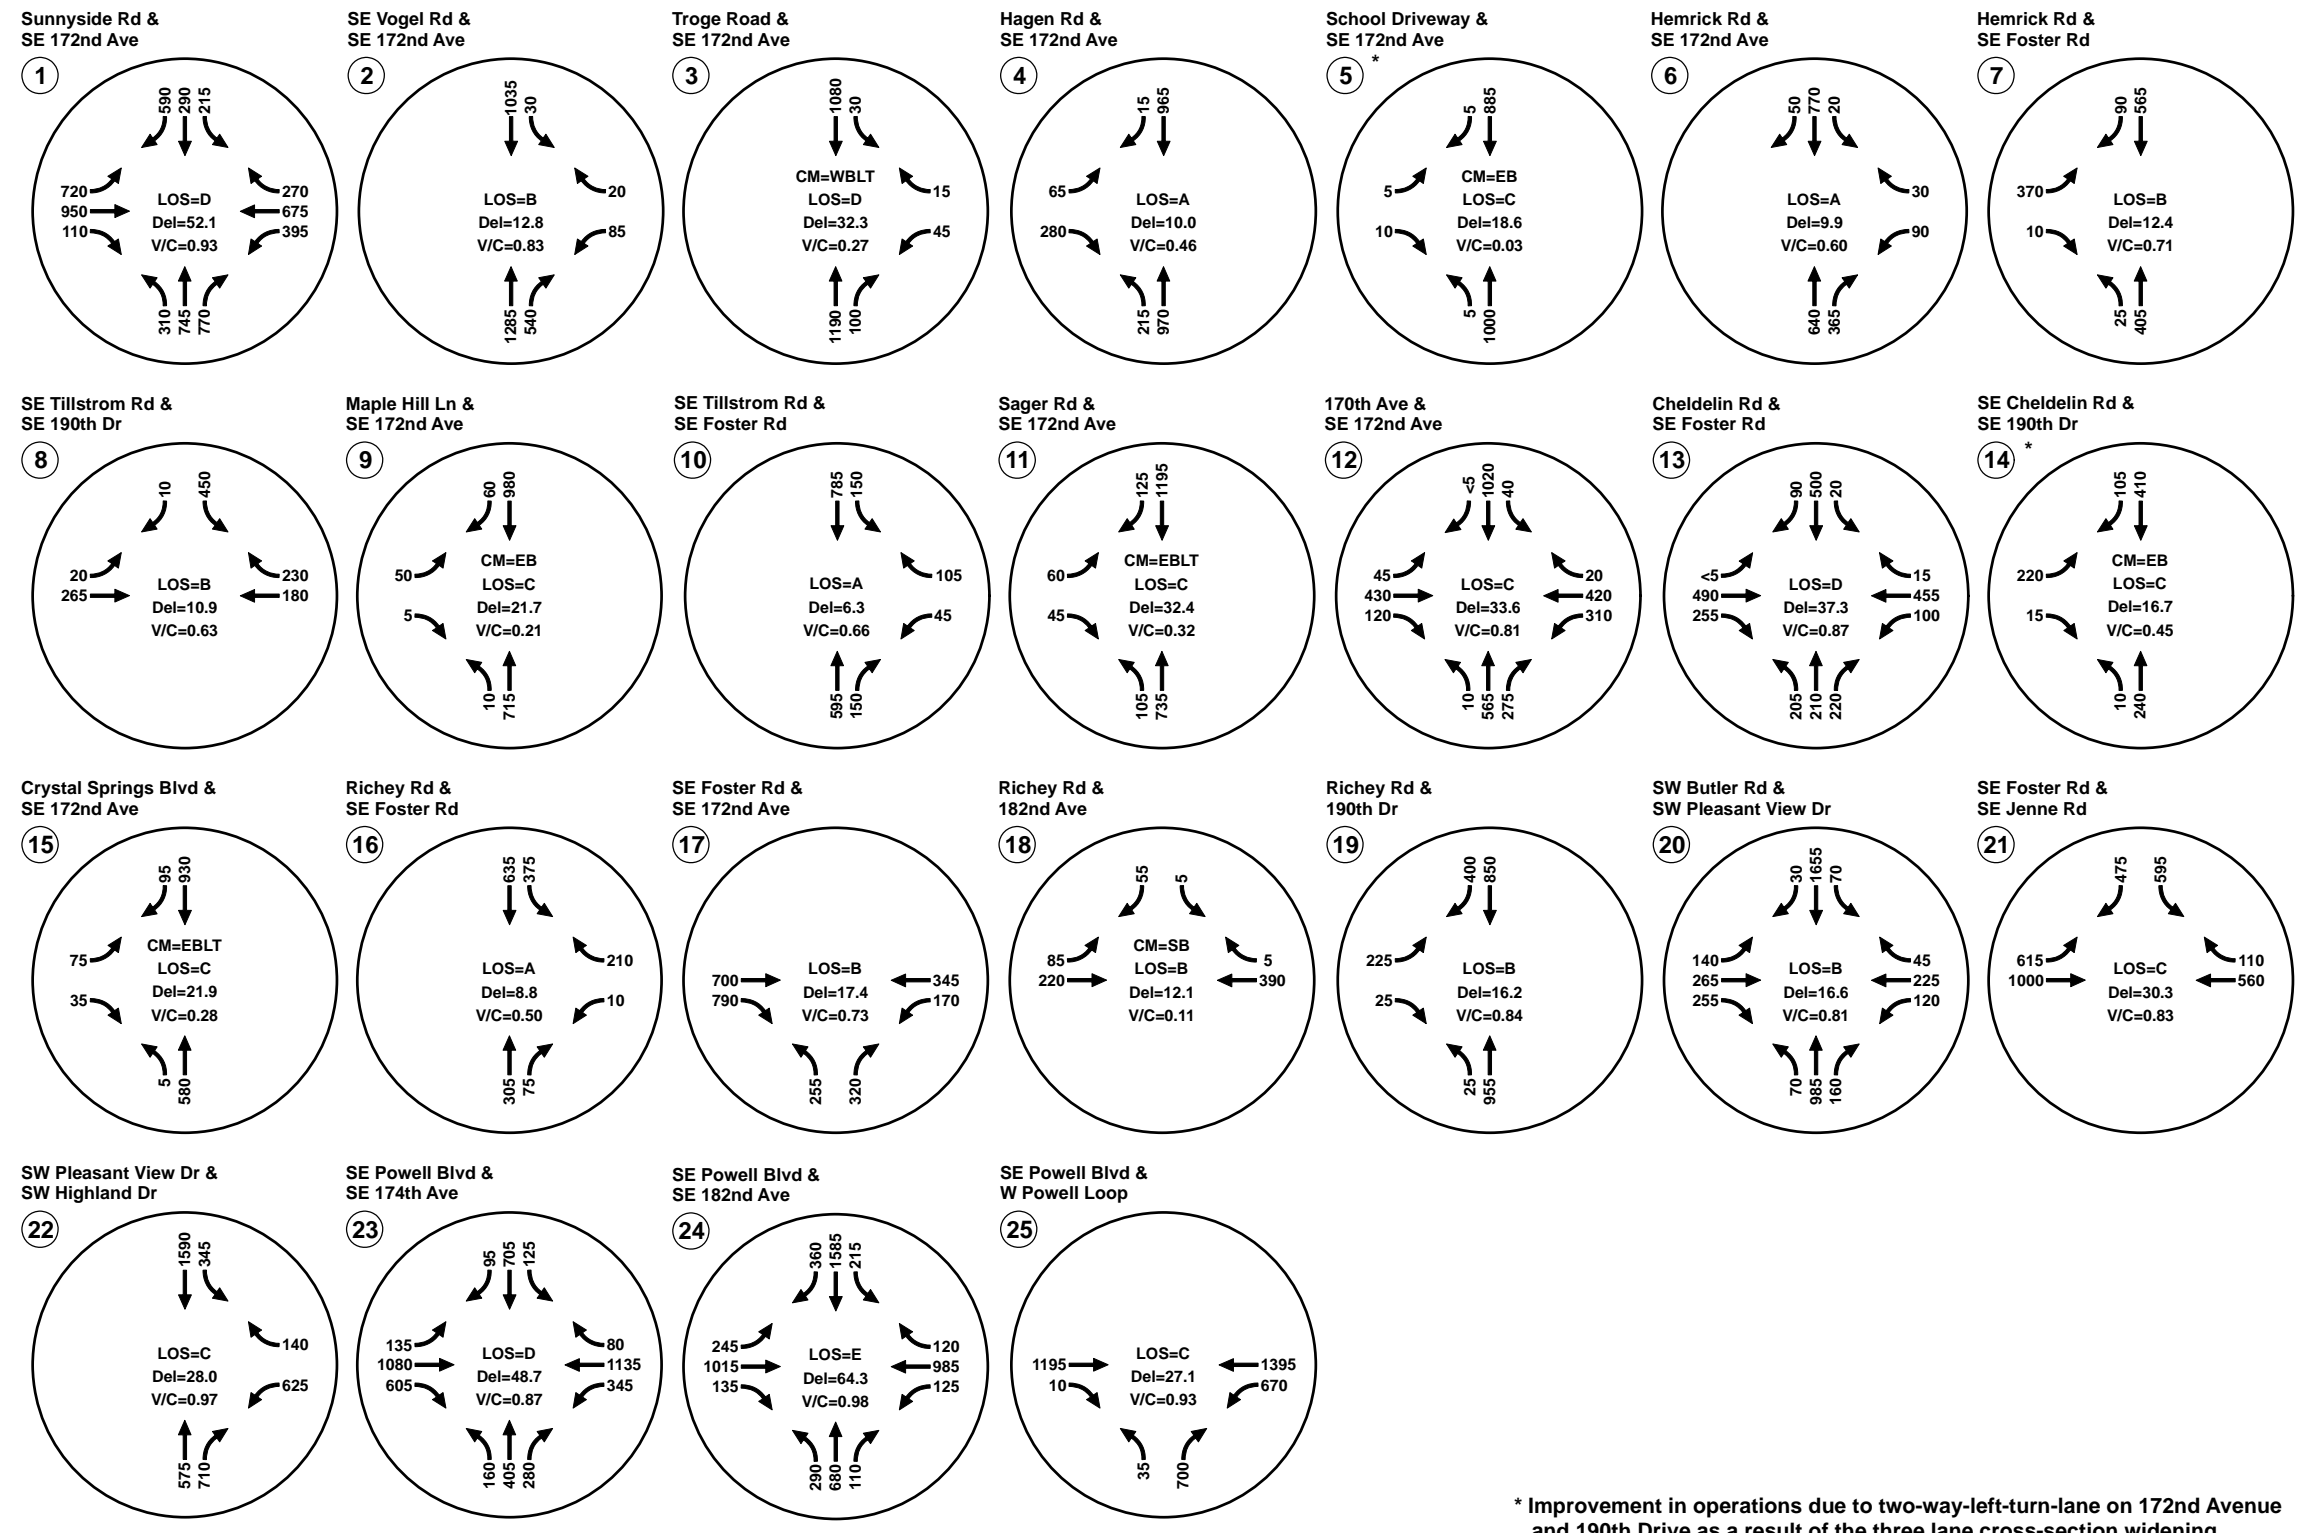 Sunnyside Rd &
SE 172nd Ave
1
590 290 215
720 270
950 LOS=D 675
110 Del=52.1 395
V/C=0.93
310 745 770
SE Vogel Rd &
SE 172nd Ave
2
1035 30
20
LOS=B
Del=12.8 85
V/C=0.83
1285 540
Troge Road &
SE 172nd Ave
3
1080 30
CM=WBLT
15
LOS=D
Del=32.3 45
V/C=0.27
1190 100
Hagen Rd &
SE 172nd Ave
4
15 965
65
LOS=A
280 Del=10.0
V/C=0.46
215 970
School Driveway &
SE 172nd Ave
5 *
5 885
CM=EB
5
LOS=C
10 Del=18.6
V/C=0.03
5 1000
Hemrick Rd &
SE 172nd Ave
6
50 770 20
30
LOS=A
Del=9.9 90
V/C=0.60
640 365
Hemrick Rd &
SE Foster Rd
7
90 565
370
LOS=B
10 Del=12.4
V/C=0.71
25 405
SE Tillstrom Rd &
SE 190th Dr
8
10 450
20 230
265 LOS=B 180
Del=10.9
V/C=0.63
Maple Hill Ln &
SE 172nd Ave
9
60 980
CM=EB
50
LOS=C
5 Del=21.7
V/C=0.21
10 715
SE Tillstrom Rd &
SE Foster Rd
10
785 150
105
LOS=A
Del=6.3 45
V/C=0.66
595 150
Sager Rd &
SE 172nd Ave
11
125 1195
CM=EBLT
60
LOS=C
45 Del=32.4
V/C=0.32
105 735
170th Ave &
SE 172nd Ave
12
<5 1020 40
45 20
430 LOS=C 420
120 Del=33.6 310
V/C=0.81
10 565 275
Cheldelin Rd &
SE Foster Rd
13
90 500 20
<5 15
490 LOS=D 455
255 Del=37.3 100
V/C=0.87
205 210 220
SE Cheldelin Rd &
SE 190th Dr
14 *
105 410
CM=EB
220
LOS=C
15 Del=16.7
V/C=0.45
10 240
Crystal Springs Blvd &
SE 172nd Ave
15
95 930
CM=EBLT
75
LOS=C
35 Del=21.9
V/C=0.28
5 580
Richey Rd &
SE Foster Rd
16
635 375
210
LOS=A
Del=8.8 10
V/C=0.50
305 75
SE Foster Rd &
SE 172nd Ave
17
700 LOS=B 345
790 Del=17.4 170
V/C=0.73
255 320
Richey Rd &
182nd Ave
18
55 5
CM=SB
85 5
220 LOS=B 390
Del=12.1
V/C=0.11
Richey Rd &
190th Dr
19
400 850
225
LOS=B
25 Del=16.2
V/C=0.84
25 955
SW Butler Rd &
SW Pleasant View Dr
20
30 1655 70
140 45
265 LOS=B 225
255 Del=16.6 120
V/C=0.81
70 985 160
SE Foster Rd &
SE Jenne Rd
21
475 595
615 110
1000 LOS=C 560
Del=30.3
V/C=0.83
SW Pleasant View Dr &
SW Highland Dr
22
1590 345
140
LOS=C
Del=28.0 625
V/C=0.97
575 710
SE Powell Blvd &
SE 174th Ave
23
95 705 125
135 80
1080 LOS=D 1135
605 Del=48.7 345
V/C=0.87
160 405 280
SE Powell Blvd &
SE 182nd Ave
24
360 1585 215
245 120
1015 LOS=E 985
135 Del=64.3 125
V/C=0.98
290 680 110
SE Powell Blvd &
W Powell Loop
25
1195 LOS=C 1395
10 Del=27.1 670
V/C=0.93
35 700
* Improvement in operations due to two-way-left-turn-lane on 172nd Avenue
and 190th Drive as a result of the three lane cross-section widening